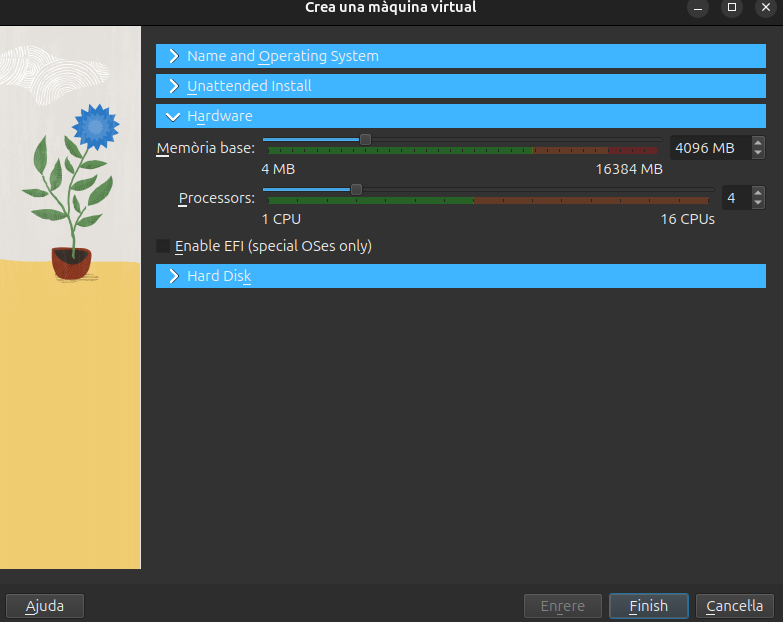 Crea una màquina virtual
Name and Operating System
Unattended Install
Hardware
Memòria base: 4096 MB
4 MB 16384 MB
Processors: 4
1 CPU 16 CPUs
Enable EFI (special OSes only)
Hard Disk
Ajuda Enrere Finish Cancel·la